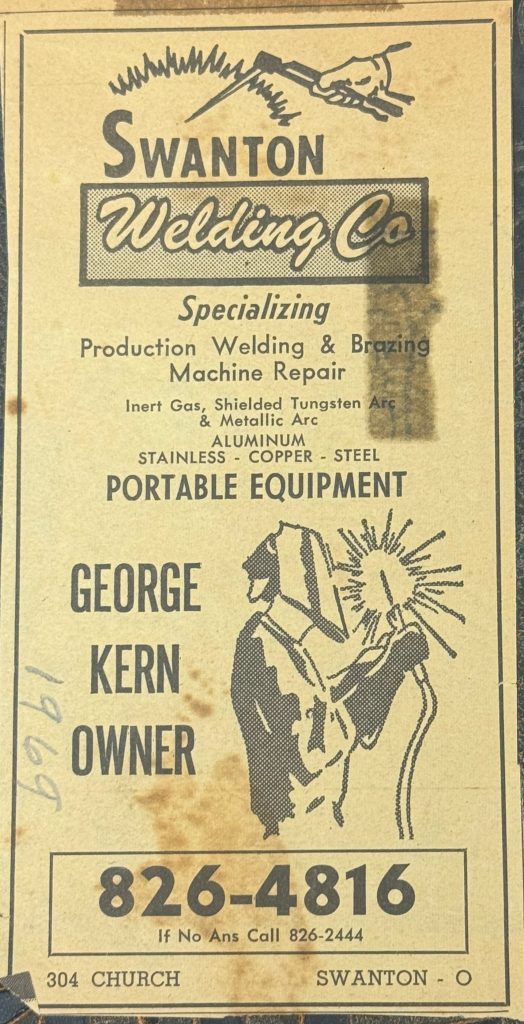 SWANTON
Welding Co
Specializing
Production Welding & Brazing
Machine Repair
Inert Gas, Shielded Tungsten Arc
& Metallic Arc
ALUMINUM
STAINLESS - COPPER - STEEL
PORTABLE EQUIPMENT
GEORGE
KERN
OWNER
1969
826-4816
If No Ans Call 826-2444
304 CHURCH SWANTON - O